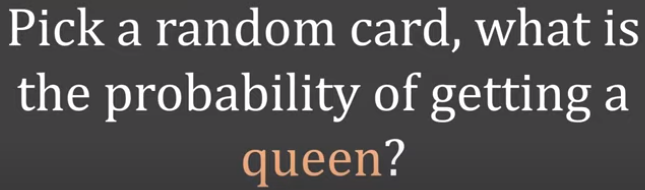 Pick a random card, what is
the probability of getting a
queen?